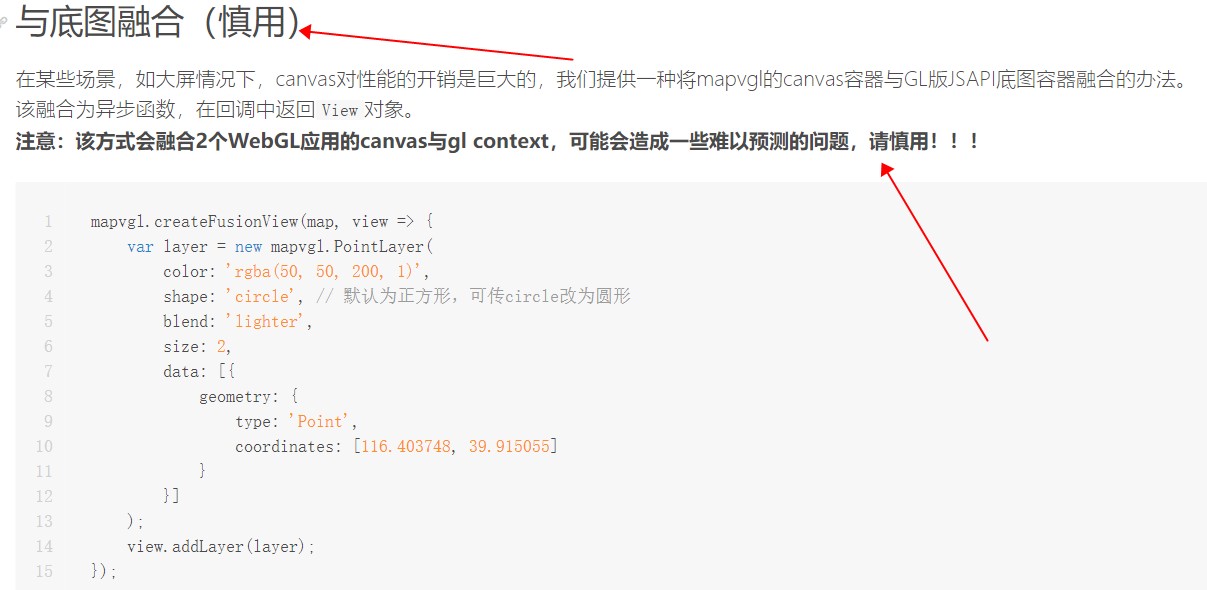 与底图融合（慎用）
在某些场景，如大屏情况下，canvas对性能的开销是巨大的，我们提供一种将mapvgl的canvas容器与GL版JSAPI底图容器融合的办法。
该融合为异步函数，在回调中返回 View 对象。
注意：该方式会融合2个WebGL应用的canvas与gl context，可能会造成一些难以预测的问题，请慎用！！！
1 mapvgl.createFusionView(map, view => {
2 var layer = new mapvgl.PointLayer(
3 color: 'rgba(50, 50, 200, 1)',
4 shape: 'circle', // 默认为正方形，可传circle改为圆形
5 blend: 'lighter',
6 size: 2,
7 data: [{
8 geometry: {
9 type: 'Point',
10 coordinates: [116.403748, 39.915055]
11 }
12 }]
13 );
14 view.addLayer(layer);
15 });